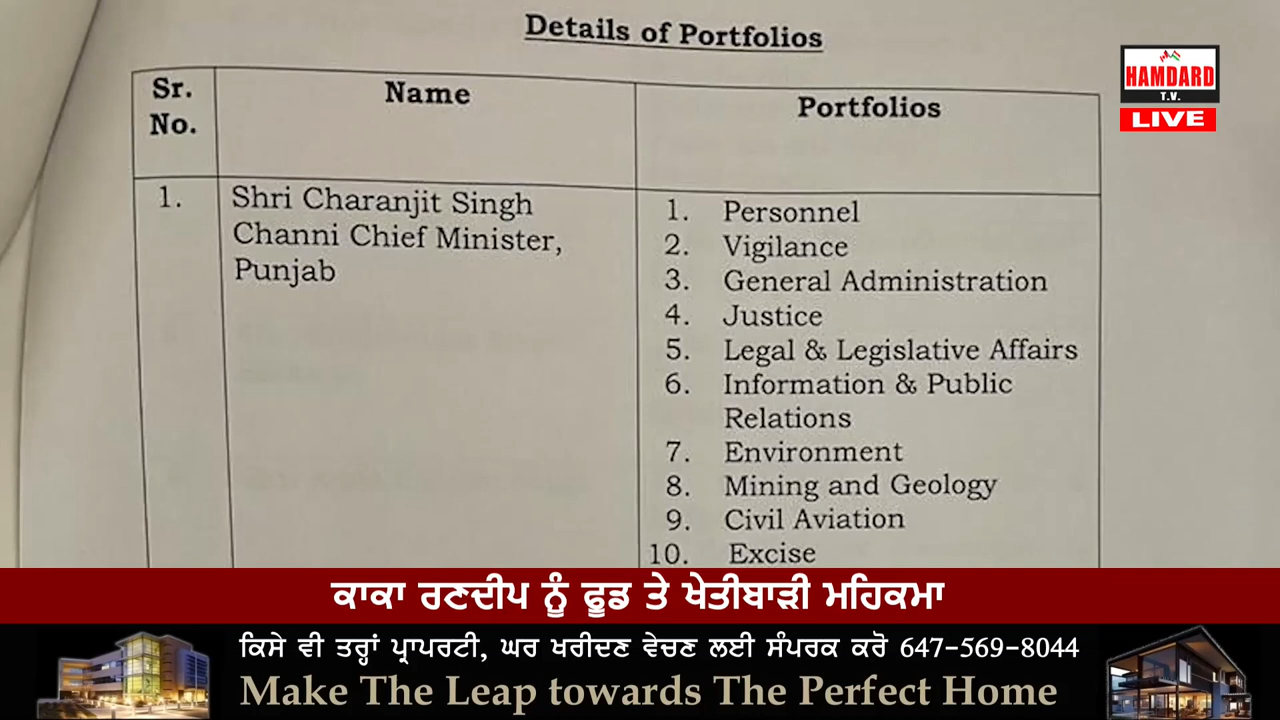 Details of Portfolios
Sr. No.
Name
Portfolios
HAMDARD
T.V.
LIVE
1.
Shri Charanjit Singh
Channi Chief Minister,
Punjab
1. Personnel
2. Vigilance
3. General Administration
4. Justice
5. Legal & Legislative Affairs
6. Information & Public
Relations
7. Environment
8. Mining and Geology
9. Civil Aviation
10. Excise
ਕਾਕਾ ਰਣਦੀਪ ਨੂੰ ਫੂਡ ਤੇ ਖੇਤੀਬਾੜੀ ਮਹਿਕਮਾ
ਕਿਸੇ ਵੀ ਤਰ੍ਹਾਂ ਪ੍ਰਾਪਰਟੀ, ਘਰ ਖਰੀਦਣ ਵੇਚਣ ਲਈ ਸੰਪਰਕ ਕਰੋ 647-569-8044
Make The Leap towards The Perfect Home